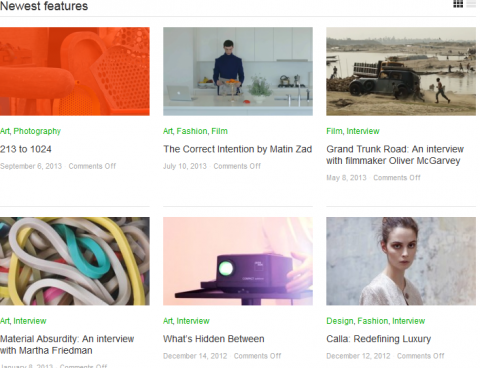 Newest features
Art, Photography
213 to 1024
September 6, 2013 · Comments Off
Art, Fashion, Film
The Correct Intention by Matin Zad
July 10, 2013 · Comments Off
Film, Interview
Grand Trunk Road: An interview
with filmmaker Oliver McGarvey
May 8, 2013 · Comments Off
Art, Interview
Material Absurdity: An interview
with Martha Friedman
January 8, 2013 · Comments Off
Art, Interview
What's Hidden Between
December 14, 2012 · Comments Off
Design, Fashion, Interview
Calla: Redefining Luxury
December 12, 2012 · Comments Off